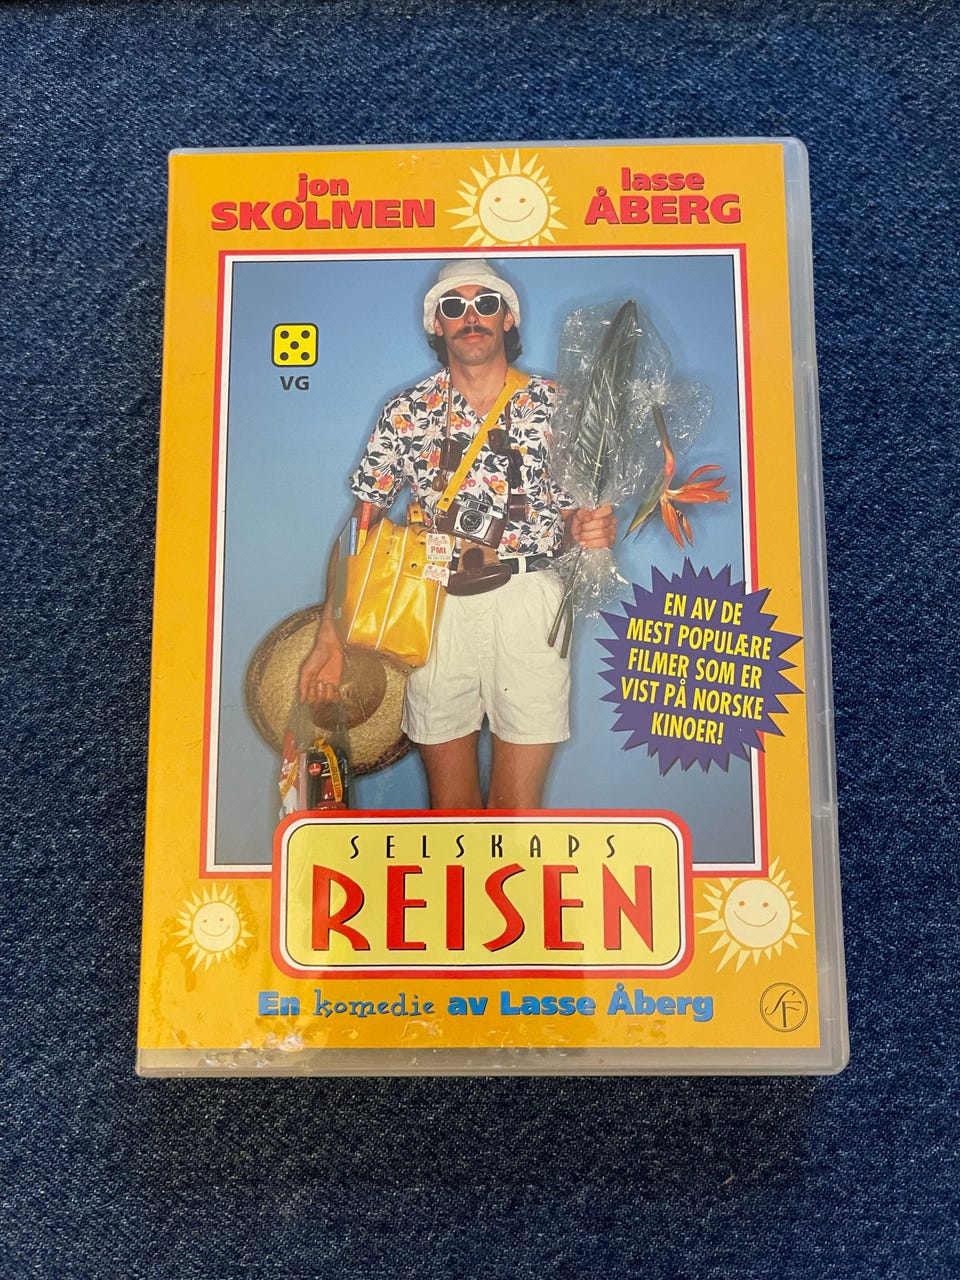 jon
SKOLMEN
lasse
ÅBERG
VG
PMI
EN AV DE
MEST POPULÆRE
FILMER SOM ER
VIST PÅ NORSKE
KINOER!
SELSKAPS
REISEN
En komedie av Lasse Åberg
SF